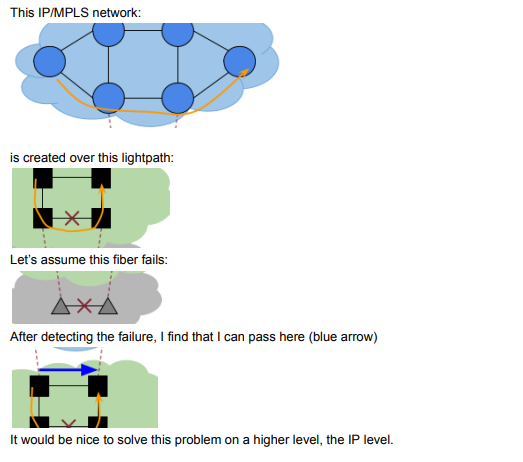 This IP/MPLS network:
is created over this lightpath:
Let’s assume this fiber fails:
After detecting the failure, I find that I can pass here (blue arrow)
It would be nice to solve this problem on a higher level, the IP level.